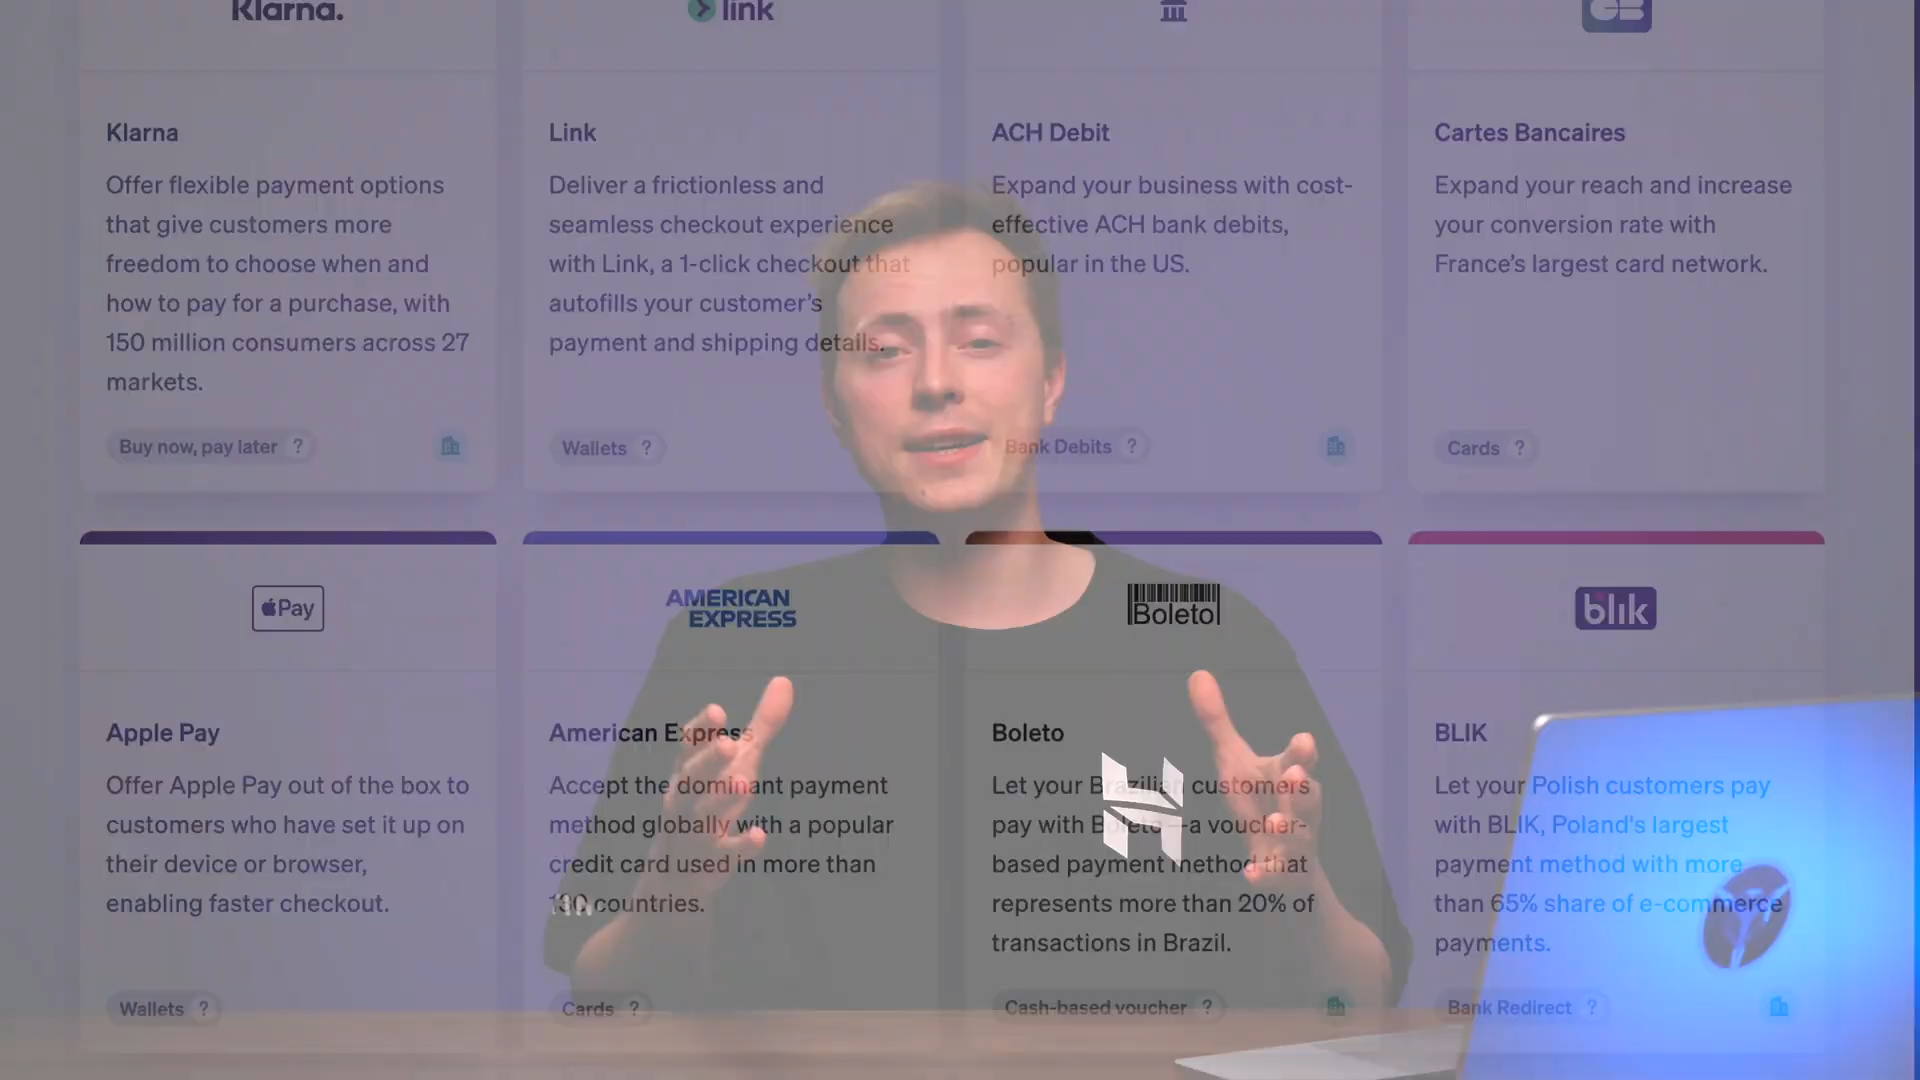 Klarna.
link
Klarna
Offer flexible payment options
that give customers more
freedom to choose when and
how to pay for a purchase, with
150 million consumers across 27
markets.
Buy now, pay later ?
Link
Deliver a frictionless and
seamless checkout experience
with Link, a 1-click checkout that
autofills your customer's
payment and shipping details.
Wallets ?
ACH Debit
Expand your business with cost-
effective ACH bank debits,
popular in the US.
Bank Debits ?
Cartes Bancaires
Expand your reach and increase
your conversion rate with
France's largest card network.
Cards ?
Pay
Apple Pay
Offer Apple Pay out of the box to
customers who have set it up on
their device or browser,
enabling faster checkout.
Wallets ?
AMERICAN
EXPRESS
American Express
Accept the dominant payment
method globally with a popular
credit card used in more than
countries.
Cards ?
Boleto
Boleto
Let your Brazilian customers
pay with Boleto—a voucher-
based payment method that
represents more than 20% of
transactions in Brazil.
Cash-based voucher ?
blik
BLIK
Let your Polish customers pay
with BLIK, Poland's largest
payment method with more
than 65% share of e-commerce
payments.
Bank Redirect ?